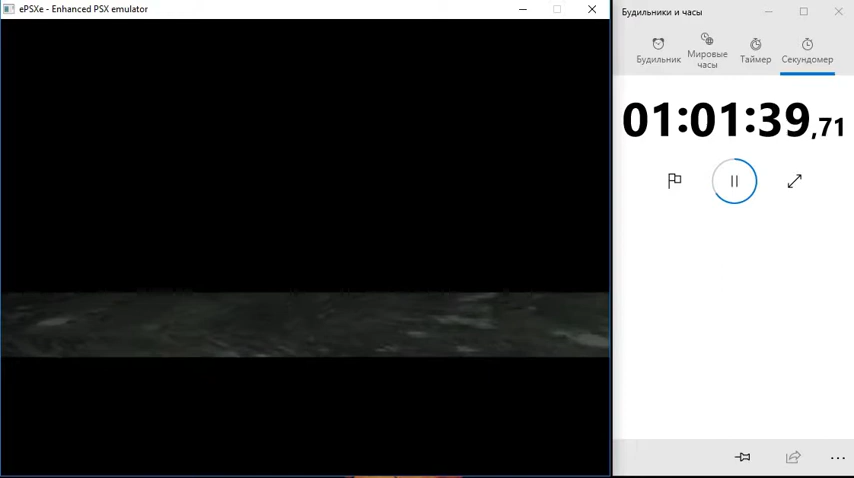 ePSXe - Enhanced PSX emulator
Будильники и часы
Будильник
Мировые
часы
Таймер
Секундомер
01:01:39,71